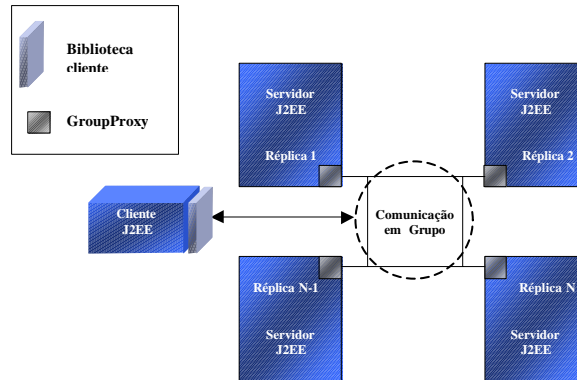 Biblioteca
cliente
GroupProxy
Servidor
J2EE
Réplica 1
Servidor
J2EE
Réplica 2
Cliente
J2EE
Comunicação
em Grupo
Réplica N-1
Servidor
J2EE
Réplica N
Servidor
J2EE